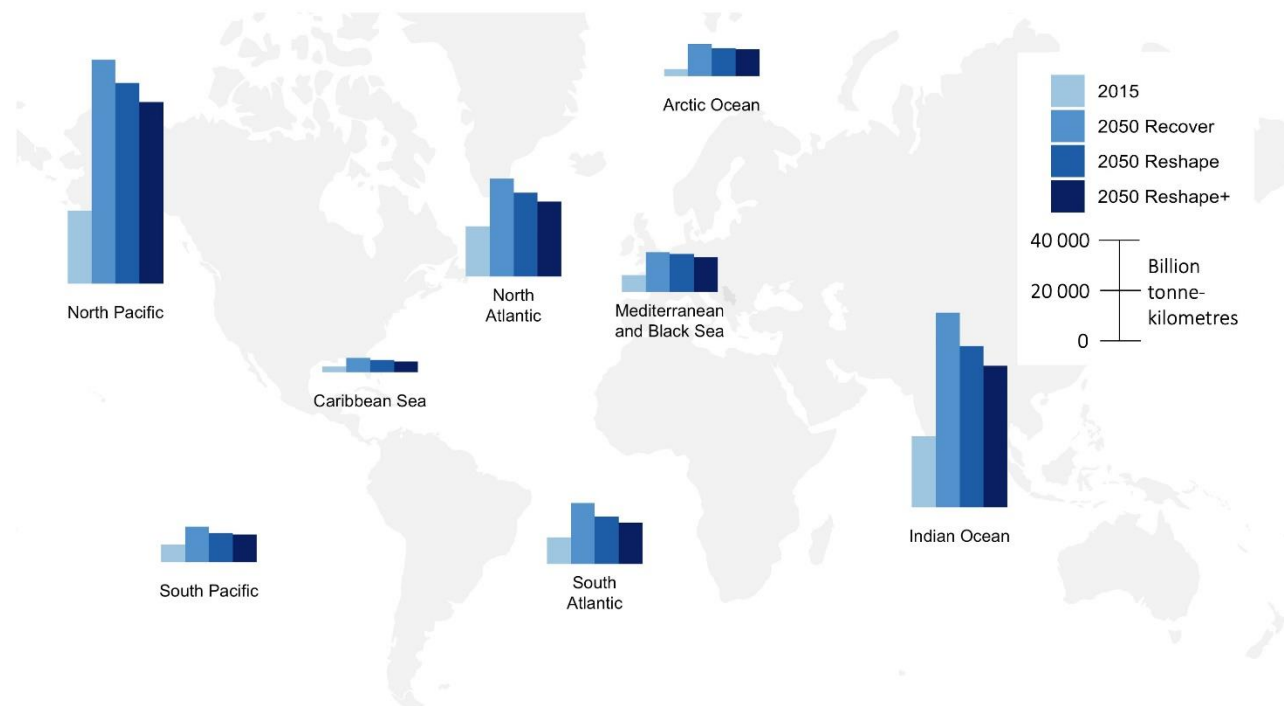 Arctic Ocean
2015
2050 Recover
2050 Reshape
2050 Reshape+
40 000
20 000
0
Billion
tonne-
kilometres
North Pacific
North
Atlantic
Mediterranean
and Black Sea
Caribbean Sea
Indian Ocean
South Pacific
South
Atlantic